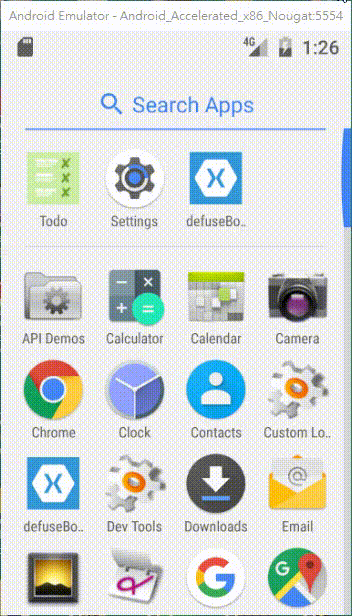 Android Emulator - Android_Accelerated_x86_Nougat:5554
4G 1:26
Search Apps
Todo Settings defuseBo..
API Demos Calculator Calendar Camera
Chrome Clock Contacts Custom Lo..
defuseBo.. Dev Tools Downloads Email